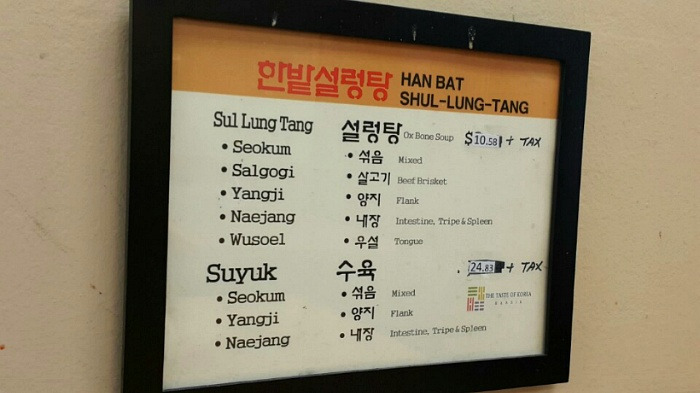 한밭설렁탕 HAN BAT
SHUL-LUNG-TANG
Sul Lung Tang 설렁탕 Ox Bone Soup $10.58 + TAX
• Seokum • 섞음 Mixed
• Salgogi • 살고기 Beef Brisket
• Yangji • 양지 Flank
• Naejang • 내장 Intestine, Tripe & Spleen
• Wusoel • 우설 Tongue
Suyuk 수육 24.83 + TAX
• Seokum • 섞음 Mixed
• Yangji • 양지 Flank
• Naejang • 내장 Intestine, Tripe & Spleen
THE TASTE OF KOREA